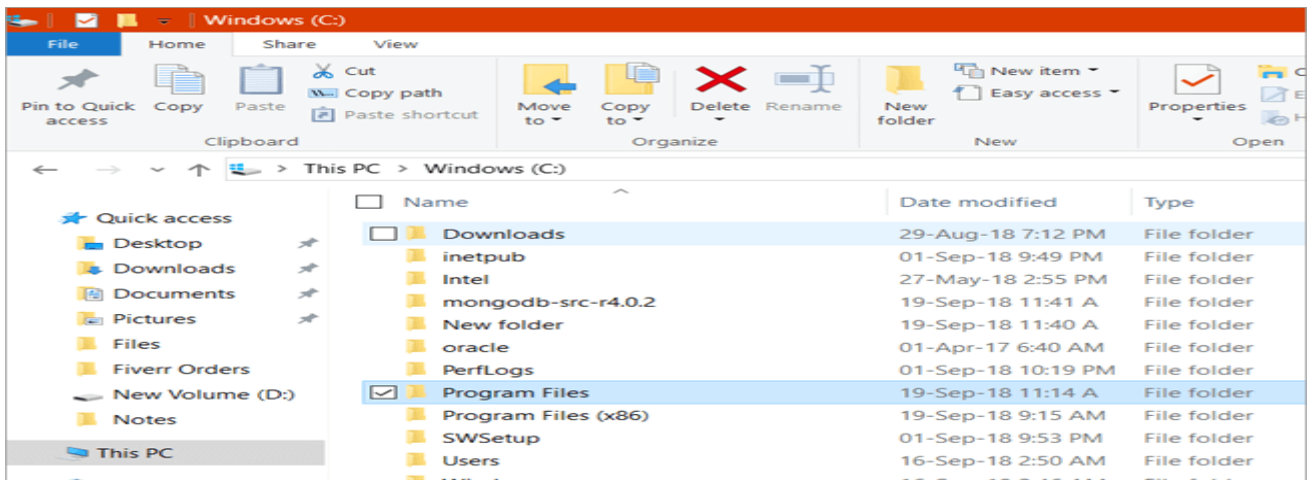 Windows (C:)
File Home Share View
Pin to Quick access
Copy
Paste
Cut
Copy path
Paste shortcut
Move to
Copy to
Delete
Rename
New folder
New item
Easy access
Properties
Clipboard Organize New Open
This PC > Windows (C:)
Name Date modified Type
Quick access
Desktop
Downloads
Documents
Pictures
Files
Fiverr Orders
New Volume (D:)
Notes
This PC
Downloads 29-Aug-18 7:12 PM File folder
inetpub 01-Sep-18 9:49 PM File folder
Intel 27-May-18 2:55 PM File folder
mongodb-src-r4.0.2 19-Sep-18 11:41 A File folder
New folder 19-Sep-18 11:40 A File folder
oracle 01-Apr-17 6:40 AM File folder
PerfLogs 01-Sep-18 10:19 PM File folder
Program Files 19-Sep-18 11:14 A File folder
Program Files (x86) 19-Sep-18 9:15 AM File folder
SWSetup 01-Sep-18 9:53 PM File folder
Users 16-Sep-18 2:50 AM File folder